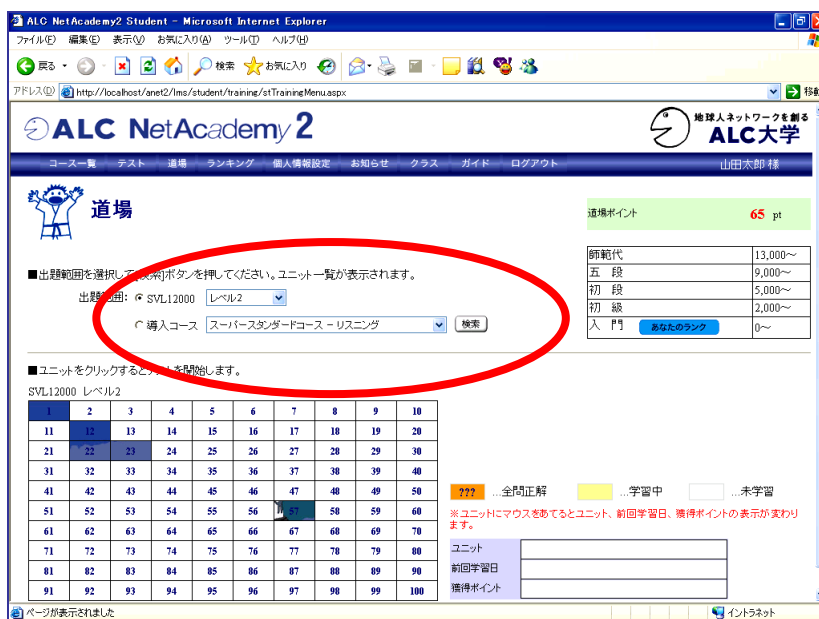 ALC NetAcademy2 Student - Microsoft Internet Explorer
ファイル(F) 編集(E) 表示(V) お気に入り(A) ツール(T) ヘルプ(H)
戻る 検索 お気に入り
アドレス(D) http://localhost/anet2/lms/student/training/stTrainingMenu.aspx 移動
ALC NetAcademy 2
地球人ネットワークを創る
ALC大学
コース一覧 テスト 道場 ランキング 個人情報設定 お知らせ クラス ガイド ログアウト 山田太郎 様
道場
道場ポイント 65 pt
師範代 13,000～
五 段 9,000～
初 段 5,000～
初 級 2,000～
入 門 あなたのランク 0～
■出題範囲を選択して[検索]ボタンを押してください。ユニット一覧が表示されます。
出題範囲: SVL12000 レベル2
導入コース スーパースタンダードコース - リスニング 検索
■ユニットをクリックするとテストを開始します。
SVL12000 レベル2
1 2 3 4 5 6 7 8 9 10
11 12 13 14 15 16 17 18 19 20
21 22 23 24 25 26 27 28 29 30
31 32 33 34 35 36 37 38 39 40
41 42 43 44 45 46 47 48 49 50
51 52 53 54 55 56 57 58 59 60
61 62 63 64 65 66 67 68 69 70
71 72 73 74 75 76 77 78 79 80
81 82 83 84 85 86 87 88 89 90
91 92 93 94 95 96 97 98 99 100
??? …全問正解 …学習中 …未学習
※ユニットにマウスをあてるとユニット、前回学習日、獲得ポイントの表示が変わり
ます。
ユニット
前回学習日
獲得ポイント
ページが表示されました イントラネット